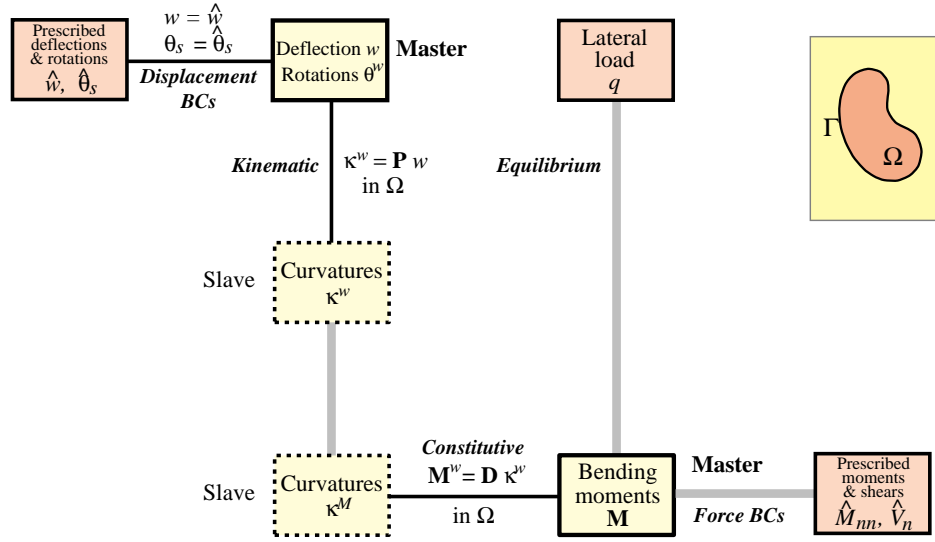 Prescribed
deflections
& rotations
ŵ, θ̂ₛ
w = ŵ
θₛ = θ̂ₛ
Displacement
BCs
Deflection w
Rotations θʷ
Master
Lateral
load
q
Γ
Ω
Kinematic
κʷ = P w
in Ω
Equilibrium
Slave
Curvatures
κʷ
Slave
Curvatures
κᴹ
Constitutive
Mʷ = D κʷ
in Ω
Bending
moments
M
Master
Force BCs
Prescribed
moments
& shears
M̂ₙₙ, V̂ₙ